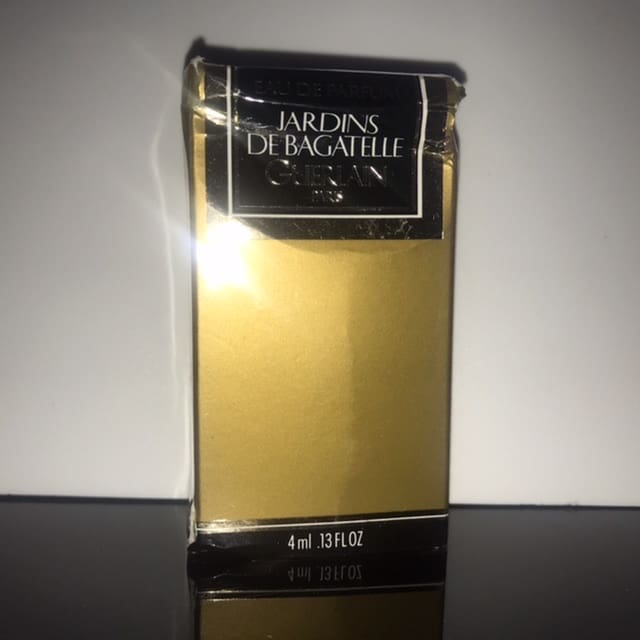 EAU DE PARFUM
JARDINS
DE BAGATELLE
GUERLAIN
PARIS
4 ml .13 FL OZ